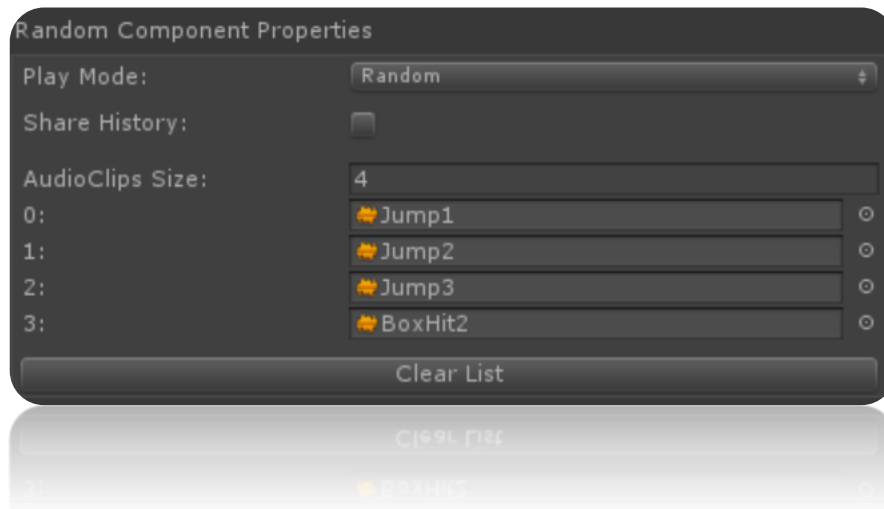 Random Component Properties
Play Mode: Random
Share History:
AudioClips Size: 4
0: Jump1
1: Jump2
2: Jump3
3: BoxHit2
Clear List